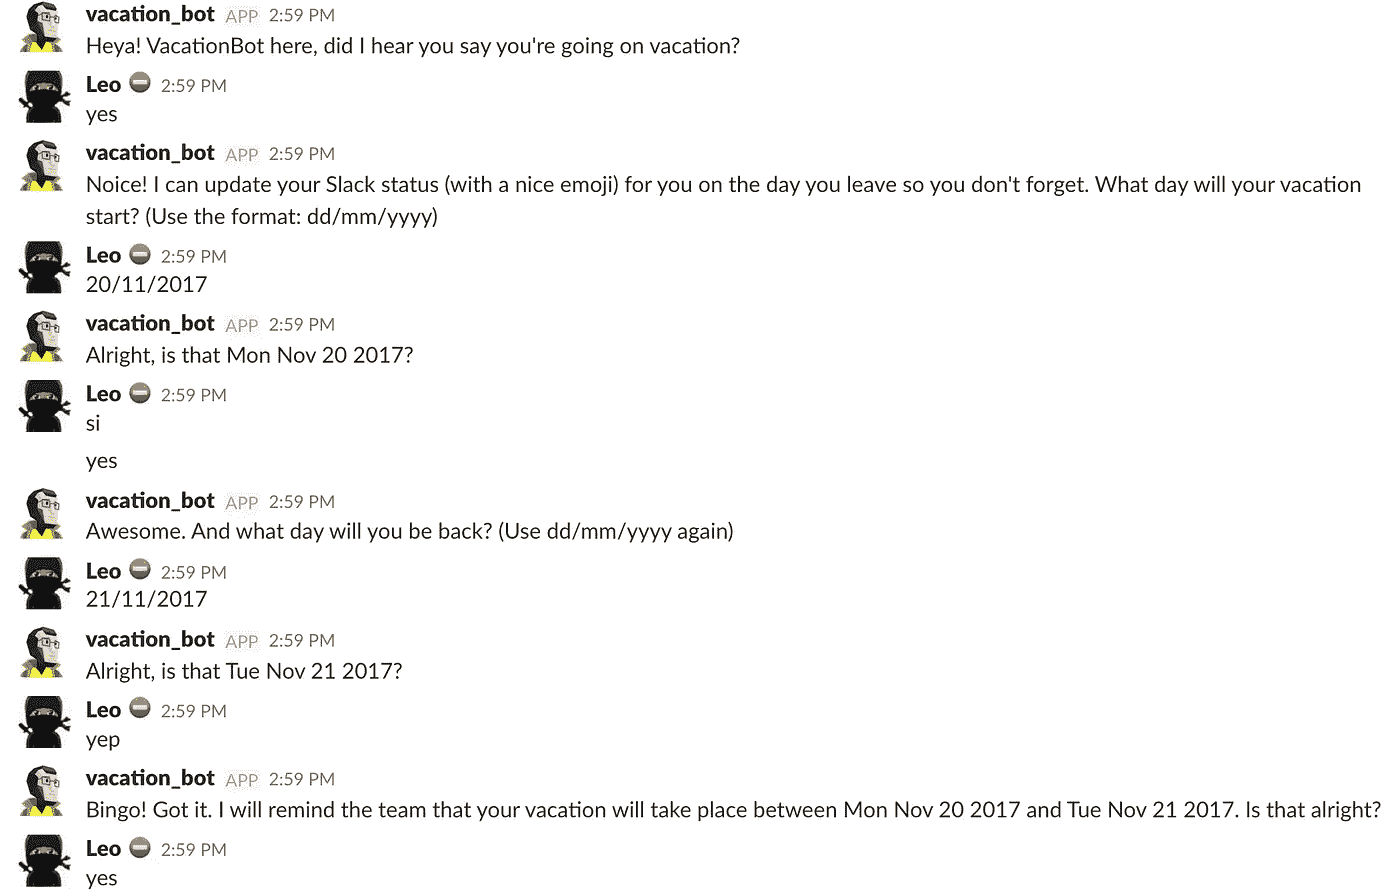 vacation_bot APP 2:59 PM
Heya! VacationBot here, did I hear you say you're going on vacation?
Leo 2:59 PM
yes
vacation_bot APP 2:59 PM
Noice! I can update your Slack status (with a nice emoji) for you on the day you leave so you don't forget. What day will your vacation
start? (Use the format: dd/mm/yyyy)
Leo 2:59 PM
20/11/2017
vacation_bot APP 2:59 PM
Alright, is that Mon Nov 20 2017?
Leo 2:59 PM
si
yes
vacation_bot APP 2:59 PM
Awesome. And what day will you be back? (Use dd/mm/yyyy again)
Leo 2:59 PM
21/11/2017
vacation_bot APP 2:59 PM
Alright, is that Tue Nov 21 2017?
Leo 2:59 PM
yep
vacation_bot APP 2:59 PM
Bingo! Got it. I will remind the team that your vacation will take place between Mon Nov 20 2017 and Tue Nov 21 2017. Is that alright?
Leo 2:59 PM
yes